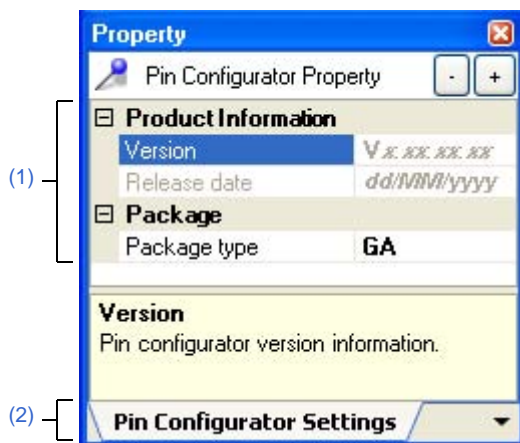 Property
Pin Configurator Property - +
(1)
Product Information
Version V x.xx.xx.xx
Release date dd/MM/yyyy
Package
Package type GA
Version
Pin configurator version information.
(2)
Pin Configurator Settings